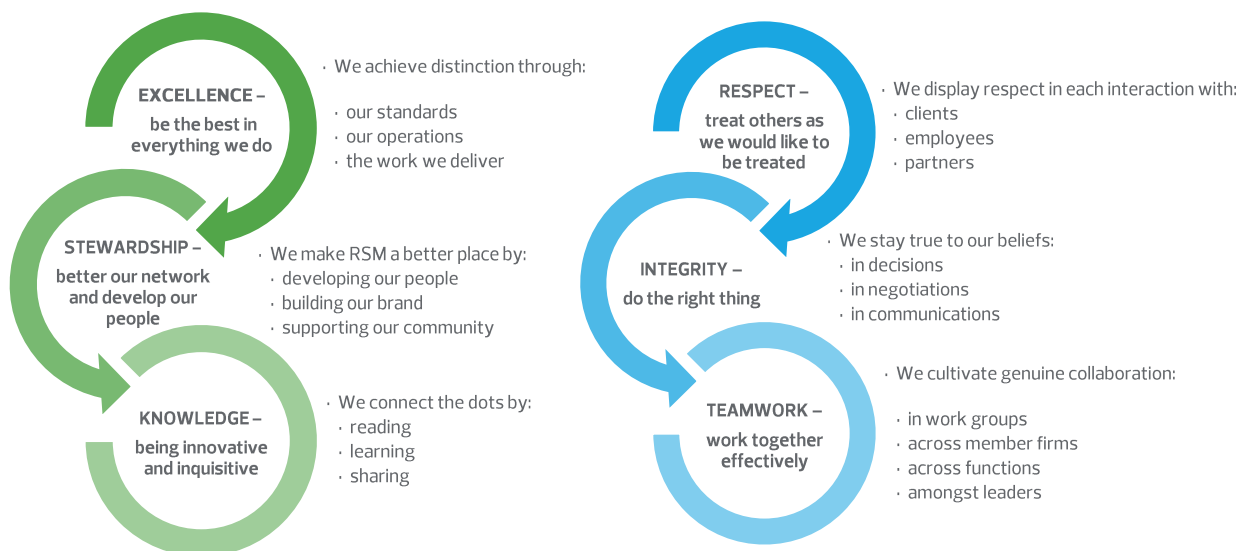 EXCELLENCE –
be the best in
everything we do
· We achieve distinction through:
· our standards
· our operations
· the work we deliver
STEWARDSHIP –
better our network
and develop our
people
· We make RSM a better place by:
· developing our people
· building our brand
· supporting our community
KNOWLEDGE –
being innovative
and inquisitive
· We connect the dots by:
· reading
· learning
· sharing
RESPECT –
treat others as
we would like to
be treated
· We display respect in each interaction with:
· clients
· employees
· partners
INTEGRITY –
do the right thing
· We stay true to our beliefs:
· in decisions
· in negotiations
· in communications
TEAMWORK –
work together
effectively
· We cultivate genuine collaboration:
· in work groups
· across member firms
· across functions
· amongst leaders